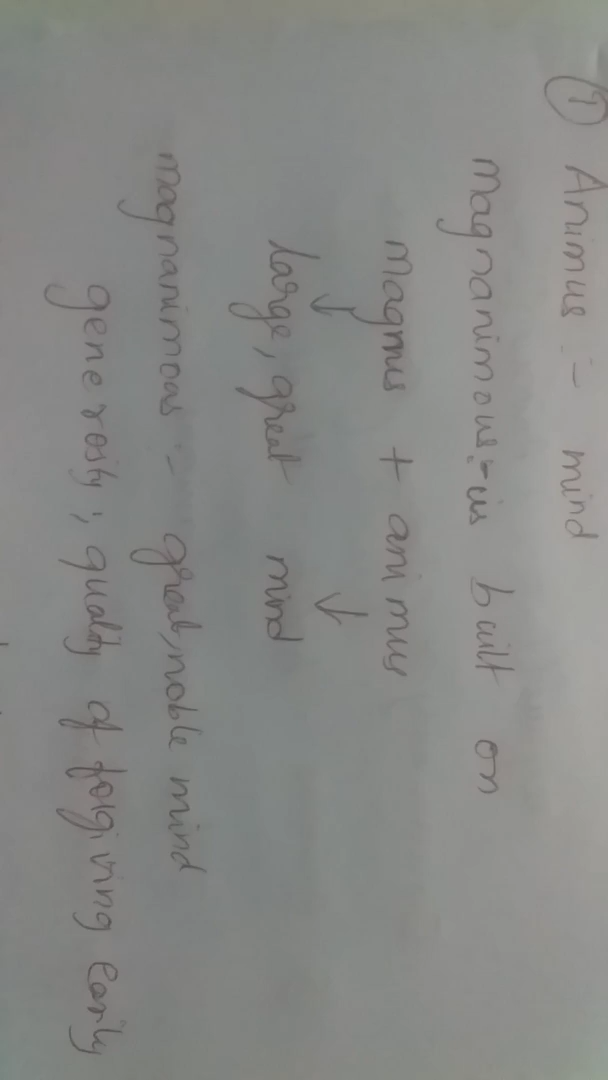 ① Animus :- mind
magnanimous:- is built on
magnus + animus
↓ ↓
large, great mind
magnanimous :- great, noble mind
generosity, quality of forgiving easily